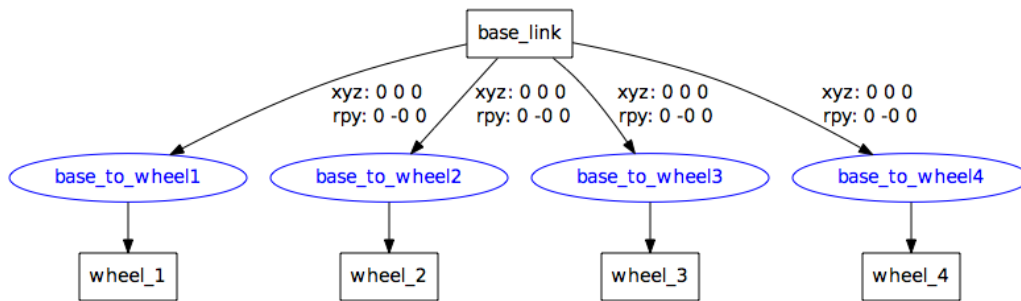 base_link
xyz: 0 0 0
rpy: 0 -0 0
xyz: 0 0 0
rpy: 0 -0 0
xyz: 0 0 0
rpy: 0 -0 0
xyz: 0 0 0
rpy: 0 -0 0
base_to_wheel1
base_to_wheel2
base_to_wheel3
base_to_wheel4
wheel_1
wheel_2
wheel_3
wheel_4